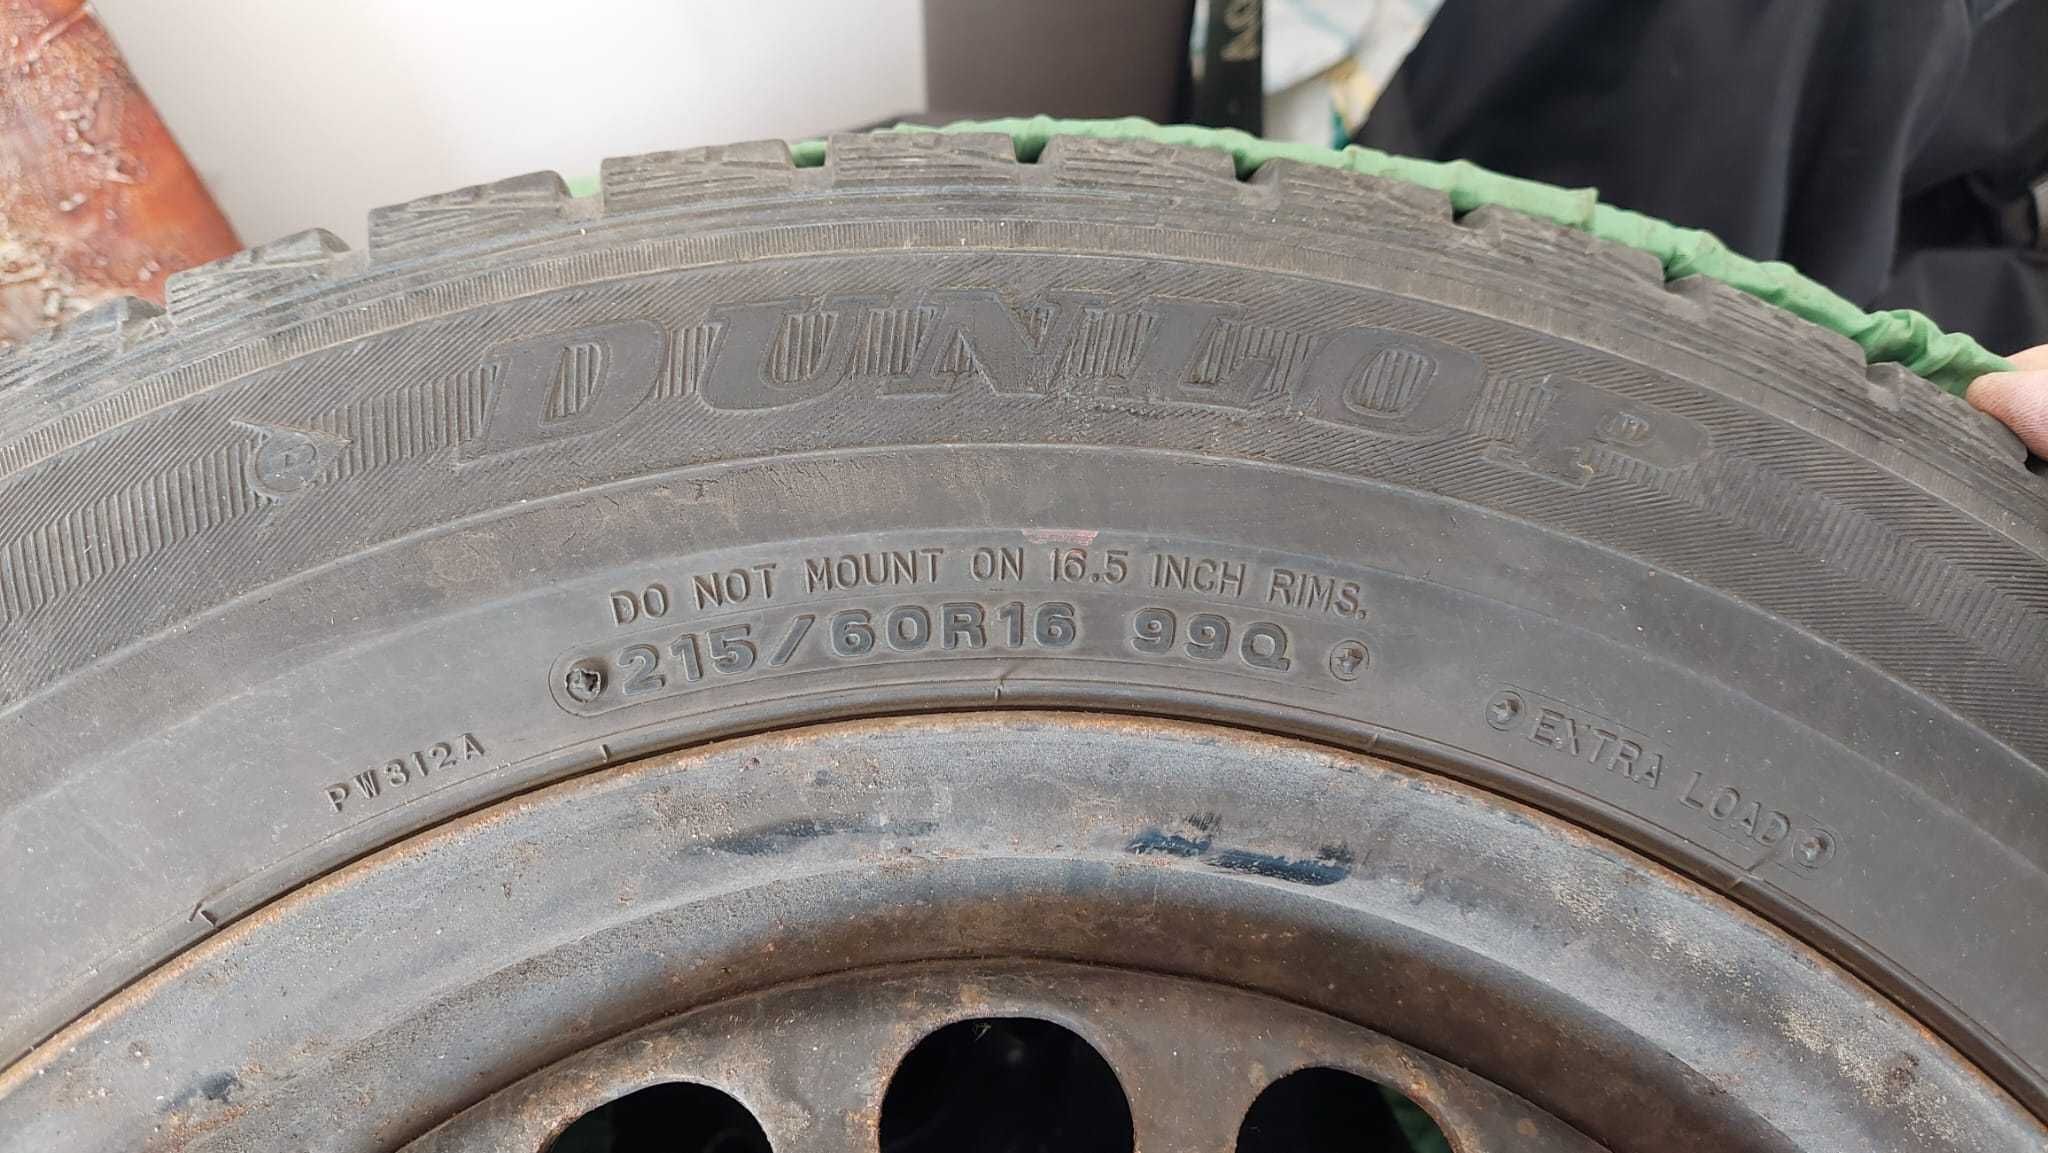 DUNLOP
DO NOT MOUNT ON 16.5 INCH RIMS.
215/60R16 99Q
PW312A
EXTRA LOAD